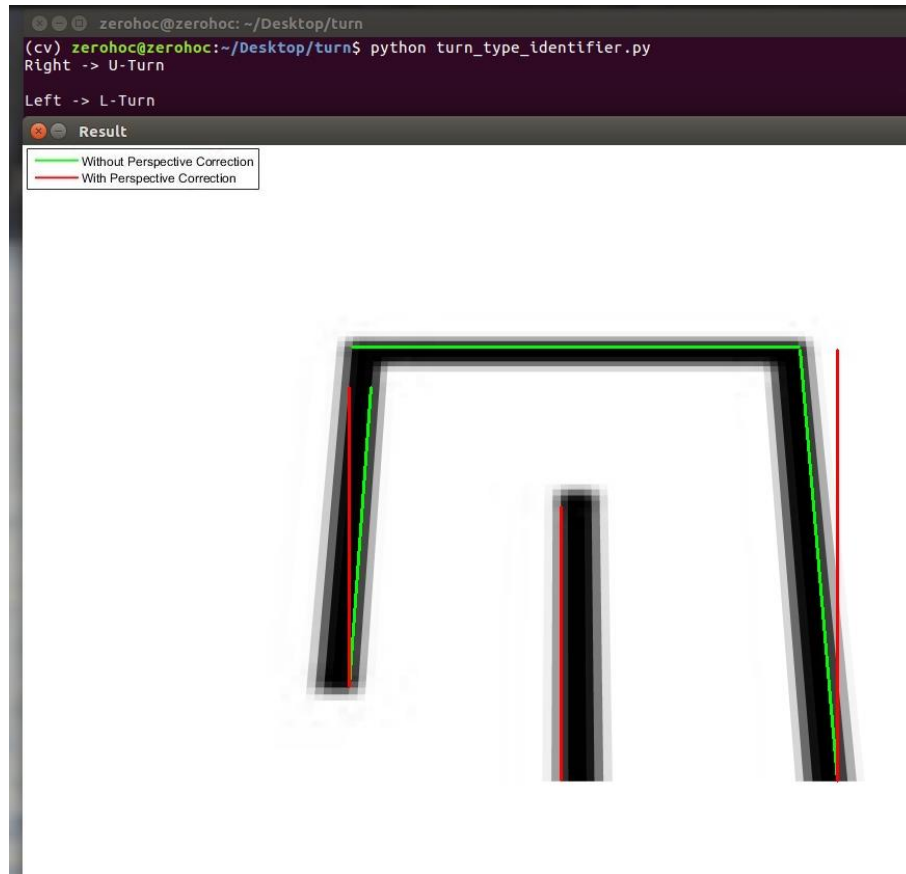 zerohoc@zerohoc: ~/Desktop/turn
(cv) zerohoc@zerohoc:~/Desktop/turn$ python turn_type_identifier.py
Right -> U-Turn
Left -> L-Turn
Result
Without Perspective Correction
With Perspective Correction